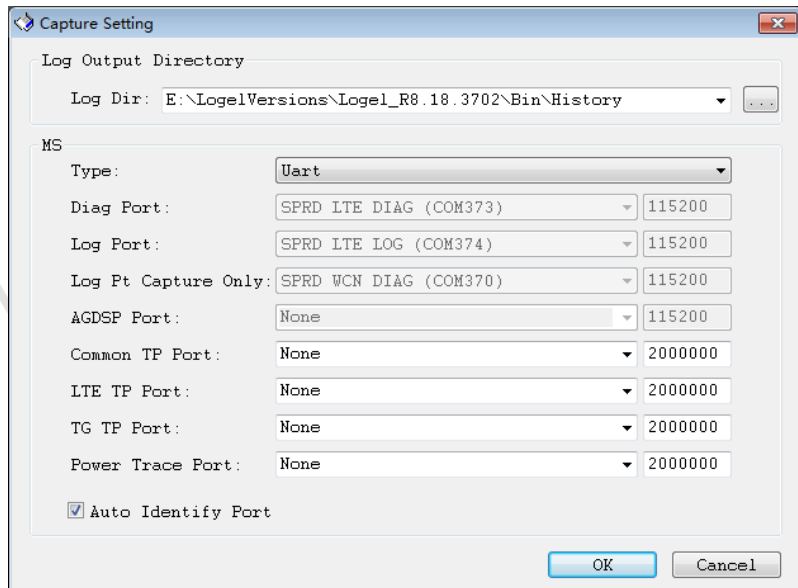 Capture Setting
Log Output Directory
Log Dir: E:\LogelVersions\Logel_R8.18.3702\Bin\History ...
MS
Type: Uart
Diag Port: SPRD LTE DIAG (COM373) 115200
Log Port: SPRD LTE LOG (COM374) 115200
Log Pt Capture Only: SPRD WCN DIAG (COM370) 115200
AGDSP Port: None 115200
Common TP Port: None 2000000
LTE TP Port: None 2000000
TG TP Port: None 2000000
Power Trace Port: None 2000000
Auto Identify Port
OK Cancel